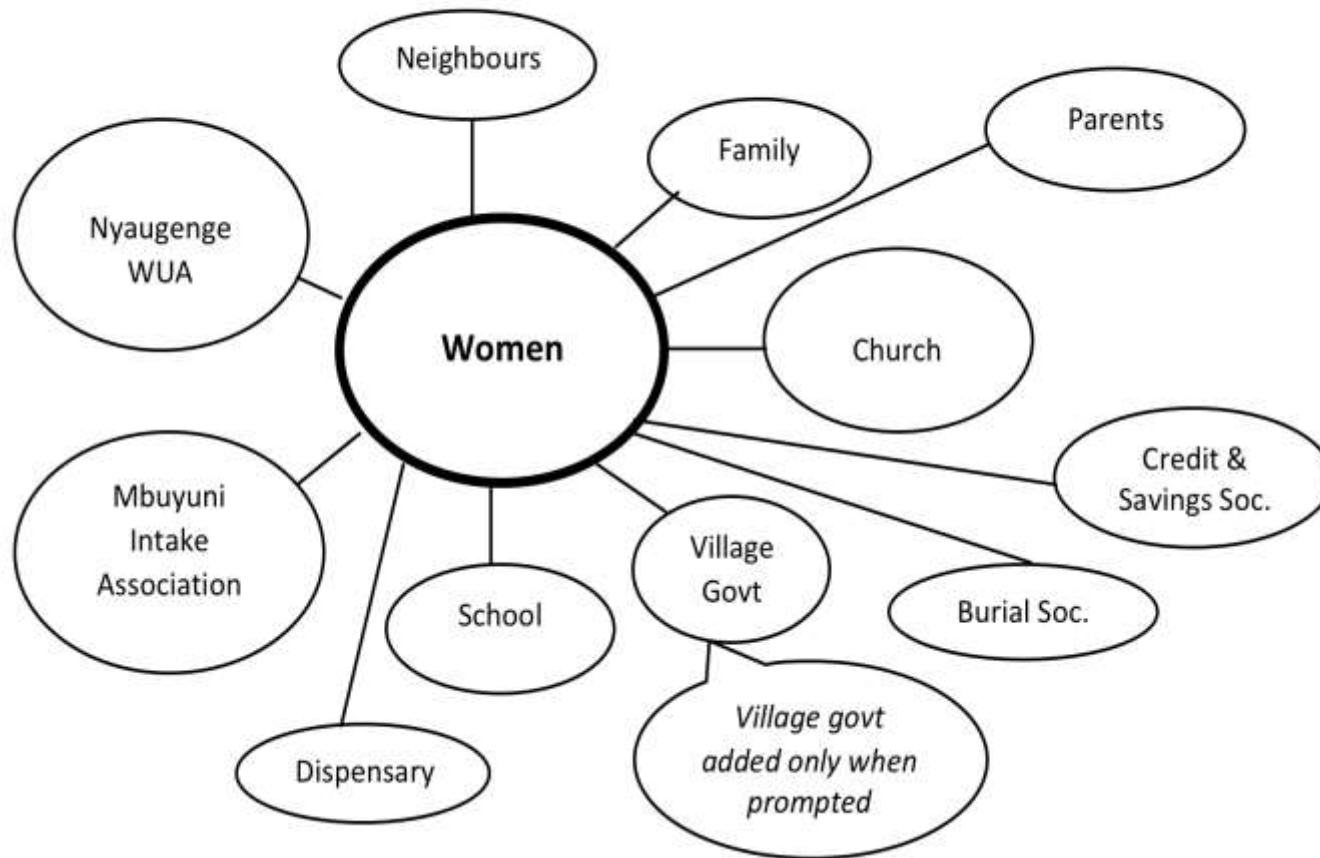 Neighbours
Family
Parents
Nyaugenge
WUA
Women
Church
Credit &
Savings Soc.
Mbuyuni
Intake
Association
Village
Govt
School
Burial Soc.
Village govt
added only when
prompted
Dispensary